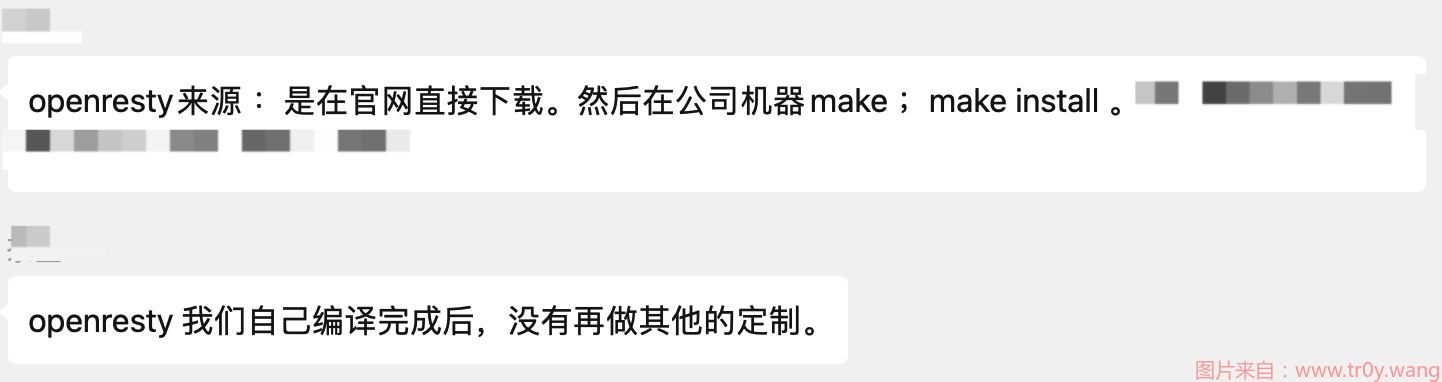 openresty来源：是在官网直接下载。然后在公司机器make；make install 。
openresty 我们自己编译完成后，没有再做其他的定制。
图片来自：www.tr0y.wang